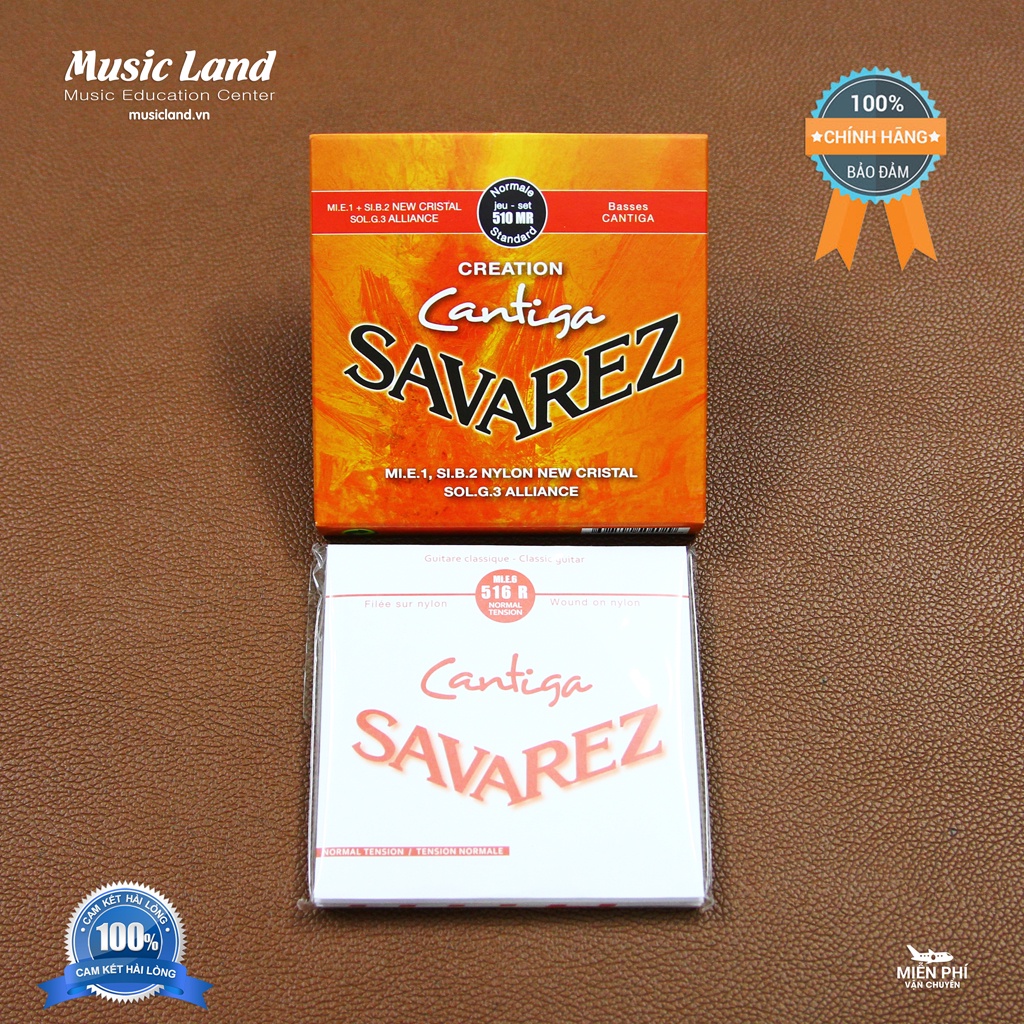 Music Land
Music Education Center
musicland.vn
100%
CHÍNH HÃNG
BẢO ĐẢM
MI.E.1 + SI.B.2 NEW CRISTAL
SOL.G.3 ALLIANCE
Normale
jeu - set
510 MR
Standard
Basses
CANTIGA
CREATION
Cantiga
SAVAREZ
MI.E.1, SI.B.2 NYLON NEW CRISTAL
SOL.G.3 ALLIANCE
Guitare classique - Classic guitar
MI.E.6
516 R
NORMAL
TENSION
Filée sur nylon
Wound on nylon
Cantiga
SAVAREZ
NORMAL TENSION / TENSION NORMALE
CAM KẾT HÀI LÒNG
100%
CAM KẾT HÀI LÒNG
MIỄN PHÍ
VẬN CHUYỂN